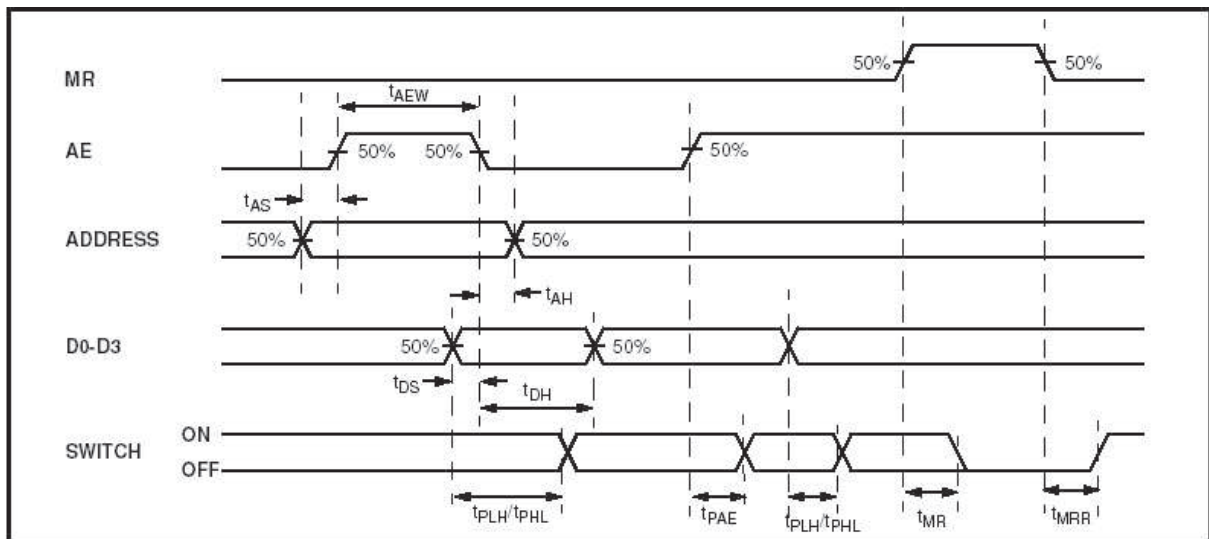 MR
50%
50%
tAEW
AE
50%
50%
50%
tAS
ADDRESS
50%
50%
tAH
D0-D3
50%
50%
tDS
tDH
SWITCH
ON
OFF
tPLH/tPHL
tPAE
tPLH/tPHL
tMR
tMRR